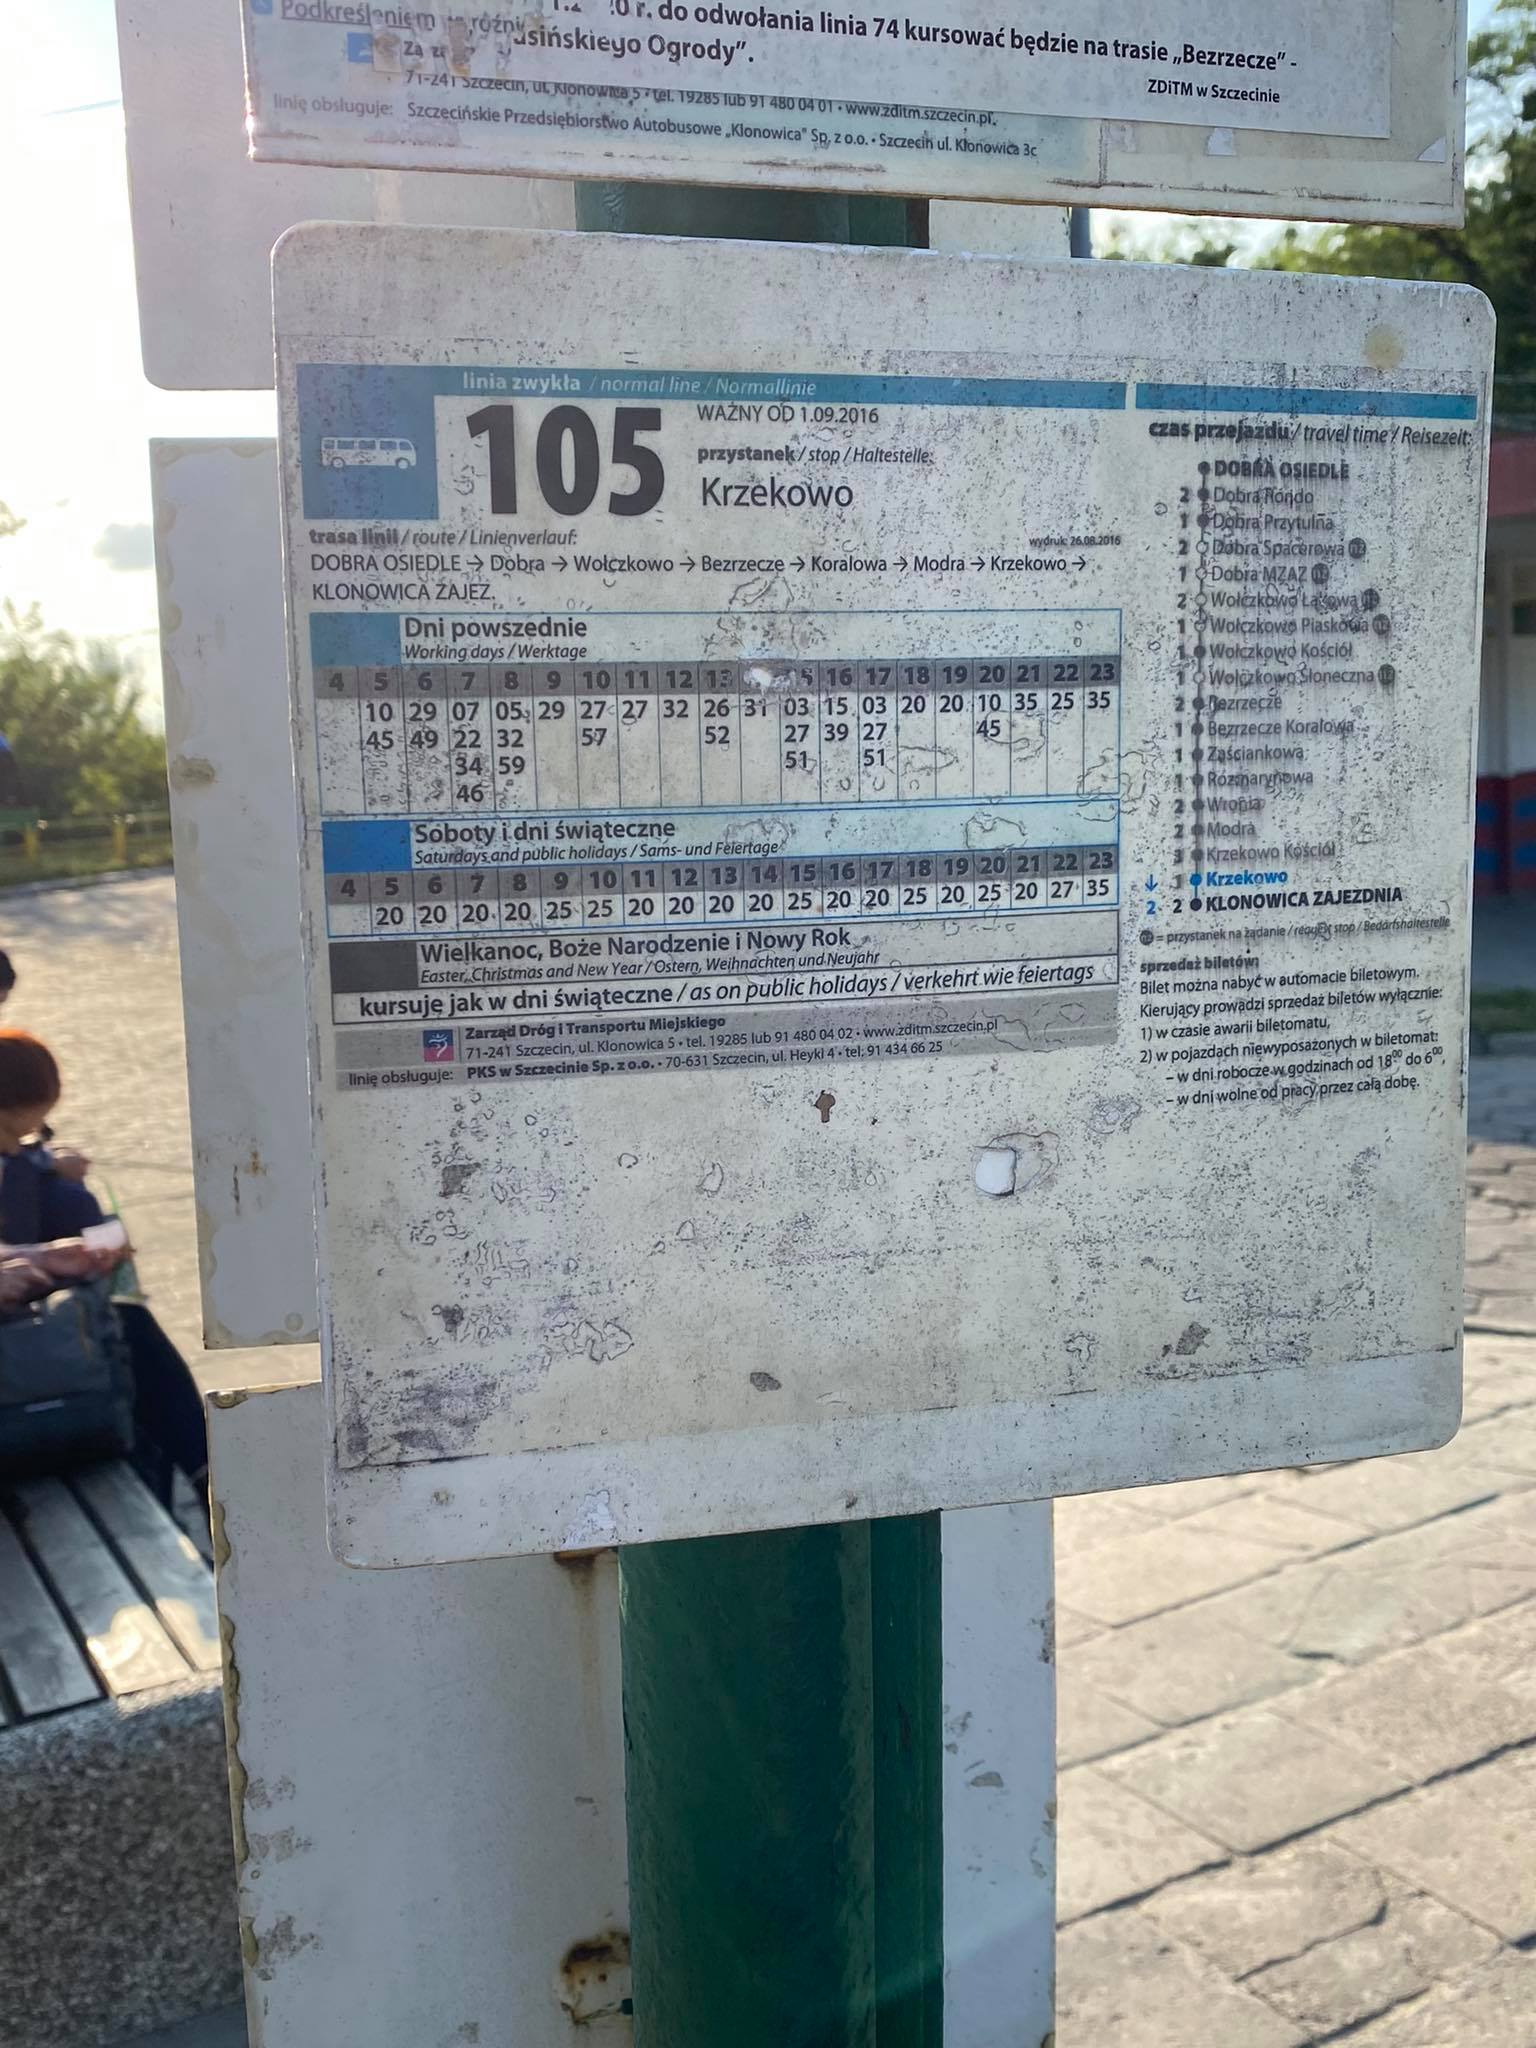 Podkreśleniem
0 r. do odwołania linia 74 kursować będzie na trasie „Bezrzecze” -
usińskiego Ogrody”.
ZDiTM w Szczecinie
71-241 Szczecin, ul. Klonowica 5 • tel. 19285 lub 91 480 04 01 • www.zditm.szczecin.pl
linię obsługuje: Szczecińskie Przedsiębiorstwo Autobusowe „Klonowica” Sp. z o.o. • Szczecin ul. Klonowica 3c
linia zwykła / normal line / Normallinie
105
WAŻNY OD 1.09.2016
przystanek / stop / Haltestelle:
Krzekowo
trasa linii / route / Linienverlauf:
wydruk: 26.08.2016
DOBRA OSIEDLE → Dobra → Wołczkowo → Bezrzecze → Koralowa → Modra → Krzekowo →
KLONOWICA ZAJEZ.
Dni powszednie
Working days / Werktage
4 5 6 7 8 9 10 11 12 13 15 16 17 18 19 20 21 22 23
10 29 07 05 29 27 27 32 26 31 03 15 03 20 20 10 35 25 35
45 49 22 32 57 52 27 39 27 45
34 59 51 51
46
Soboty i dni świąteczne
Saturdays and public holidays / Sams- und Feiertage
4 5 6 7 8 9 10 11 12 13 14 15 16 17 18 19 20 21 22 23
20 20 20 20 25 25 20 20 20 20 25 20 20 25 20 25 20 27 35
Wielkanoc, Boże Narodzenie i Nowy Rok
Easter, Christmas and New Year / Ostern, Weihnachten und Neujahr
kursuje jak w dni świąteczne / as on public holidays / verkehrt wie feiertags
Zarząd Dróg i Transportu Miejskiego
71-241 Szczecin, ul. Klonowica 5 • tel. 19285 lub 91 480 04 02 • www.zditm.szczecin.pl
linię obsługuje: PKS w Szczecinie Sp. z o.o. • 70-631 Szczecin, ul. Heyki 4 • tel. 91 434 66 25
czas przejazdu / travel time / Reisezeit:
DOBRA OSIEDLE
2 Dobra Rondo
1 Dobra Przytulna
2 Dobra Spacerowa nż
1 Dobra MZAZ nż
2 Wołczkowo Łąkowa nż
1 Wołczkowo Piaskowa nż
1 Wołczkowo Kościół
1 Wołczkowo Słoneczna nż
2 Bezrzecze
1 Bezrzecze Koralowa
1 Zaściankowa
1 Rozmarynowa
2 Wronia
2 Modra
3 Krzekowo Kościół
↓ 1 Krzekowo
2 2 KLONOWICA ZAJEZDNIA
nż = przystanek na żądanie / request stop / Bedarfshaltestelle
sprzedaż biletów:
Bilet można nabyć w automacie biletowym.
Kierujący prowadzi sprzedaż biletów wyłącznie:
1) w czasie awarii biletomatu,
2) w pojazdach niewyposażonych w biletomat:
– w dni robocze w godzinach od 18⁰⁰ do 6⁰⁰,
– w dni wolne od pracy przez całą dobę.